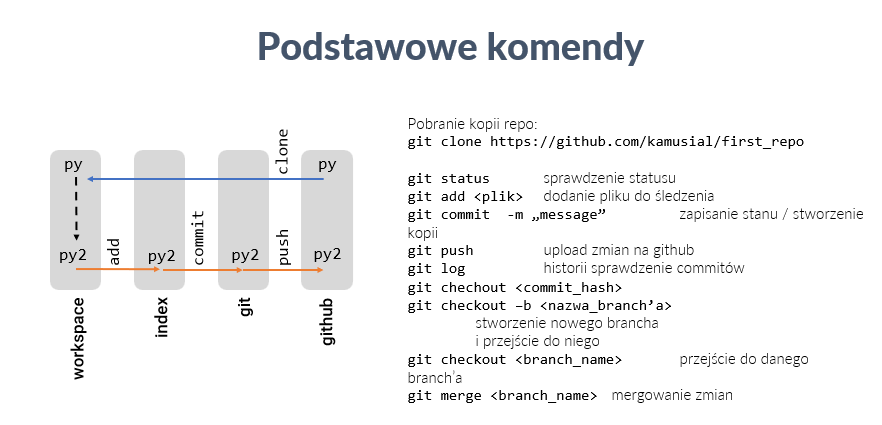 Podstawowe komendy
py
py2
workspace
add
py2
index
commit
py2
git
clone
push
py
py2
github
Pobranie kopii repo:
git clone https://github.com/kamusial/first_repo
git status sprawdzenie statusu
git add <plik> dodanie pliku do śledzenia
git commit -m „message” zapisanie stanu / stworzenie
kopii
git push upload zmian na github
git log historii sprawdzenie commitów
git chechout <commit_hash>
git checkout –b <nazwa_branch’a>
stworzenie nowego brancha
i przejście do niego
git checkout <branch_name> przejście do danego
branch’a
git merge <branch_name> mergowanie zmian